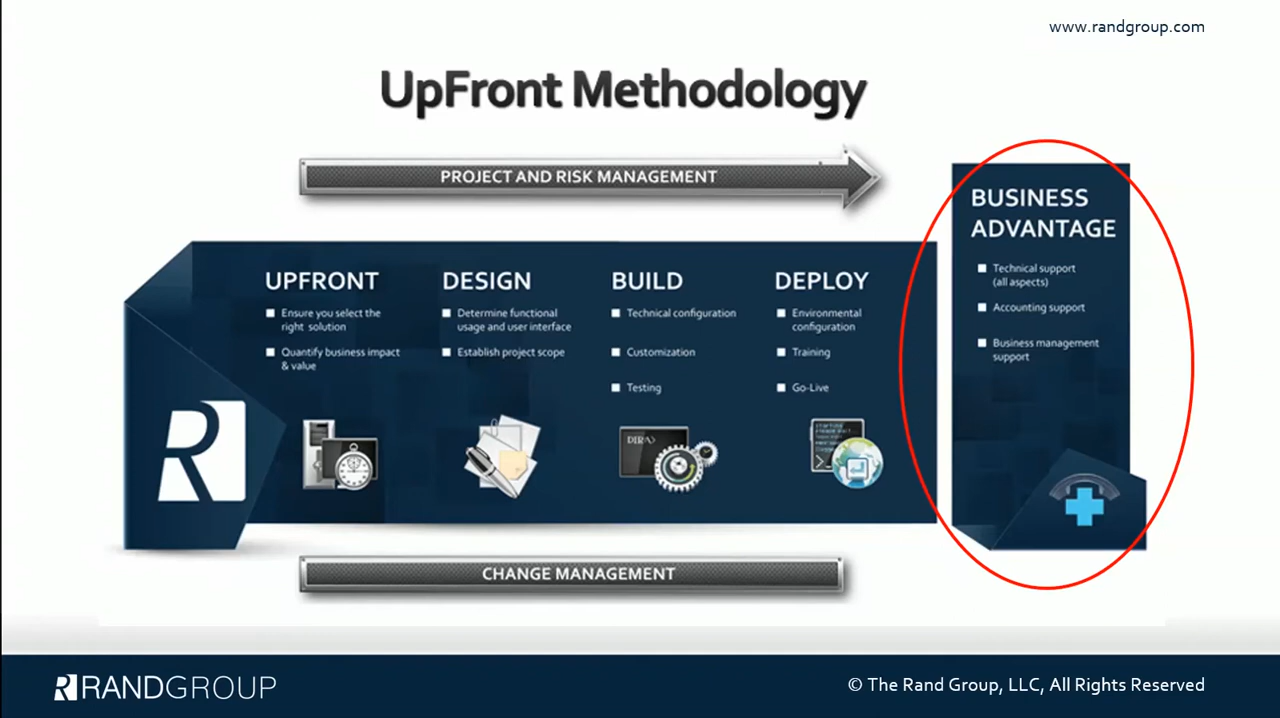 www.randgroup.com
UpFront Methodology
PROJECT AND RISK MANAGEMENT
UPFRONT
Ensure you select the
right solution
Quantify business impact
& value
DESIGN
Determine functional
usage and user interface
Establish project scope
BUILD
Technical configuration
Customization
Testing
DIR/>
DEPLOY
Environmental
configuration
Training
Go-Live
BUSINESS
ADVANTAGE
Technical support
(all aspects)
Accounting support
Business management
support
R
CHANGE MANAGEMENT
RANDGROUP
© The Rand Group, LLC, All Rights Reserved